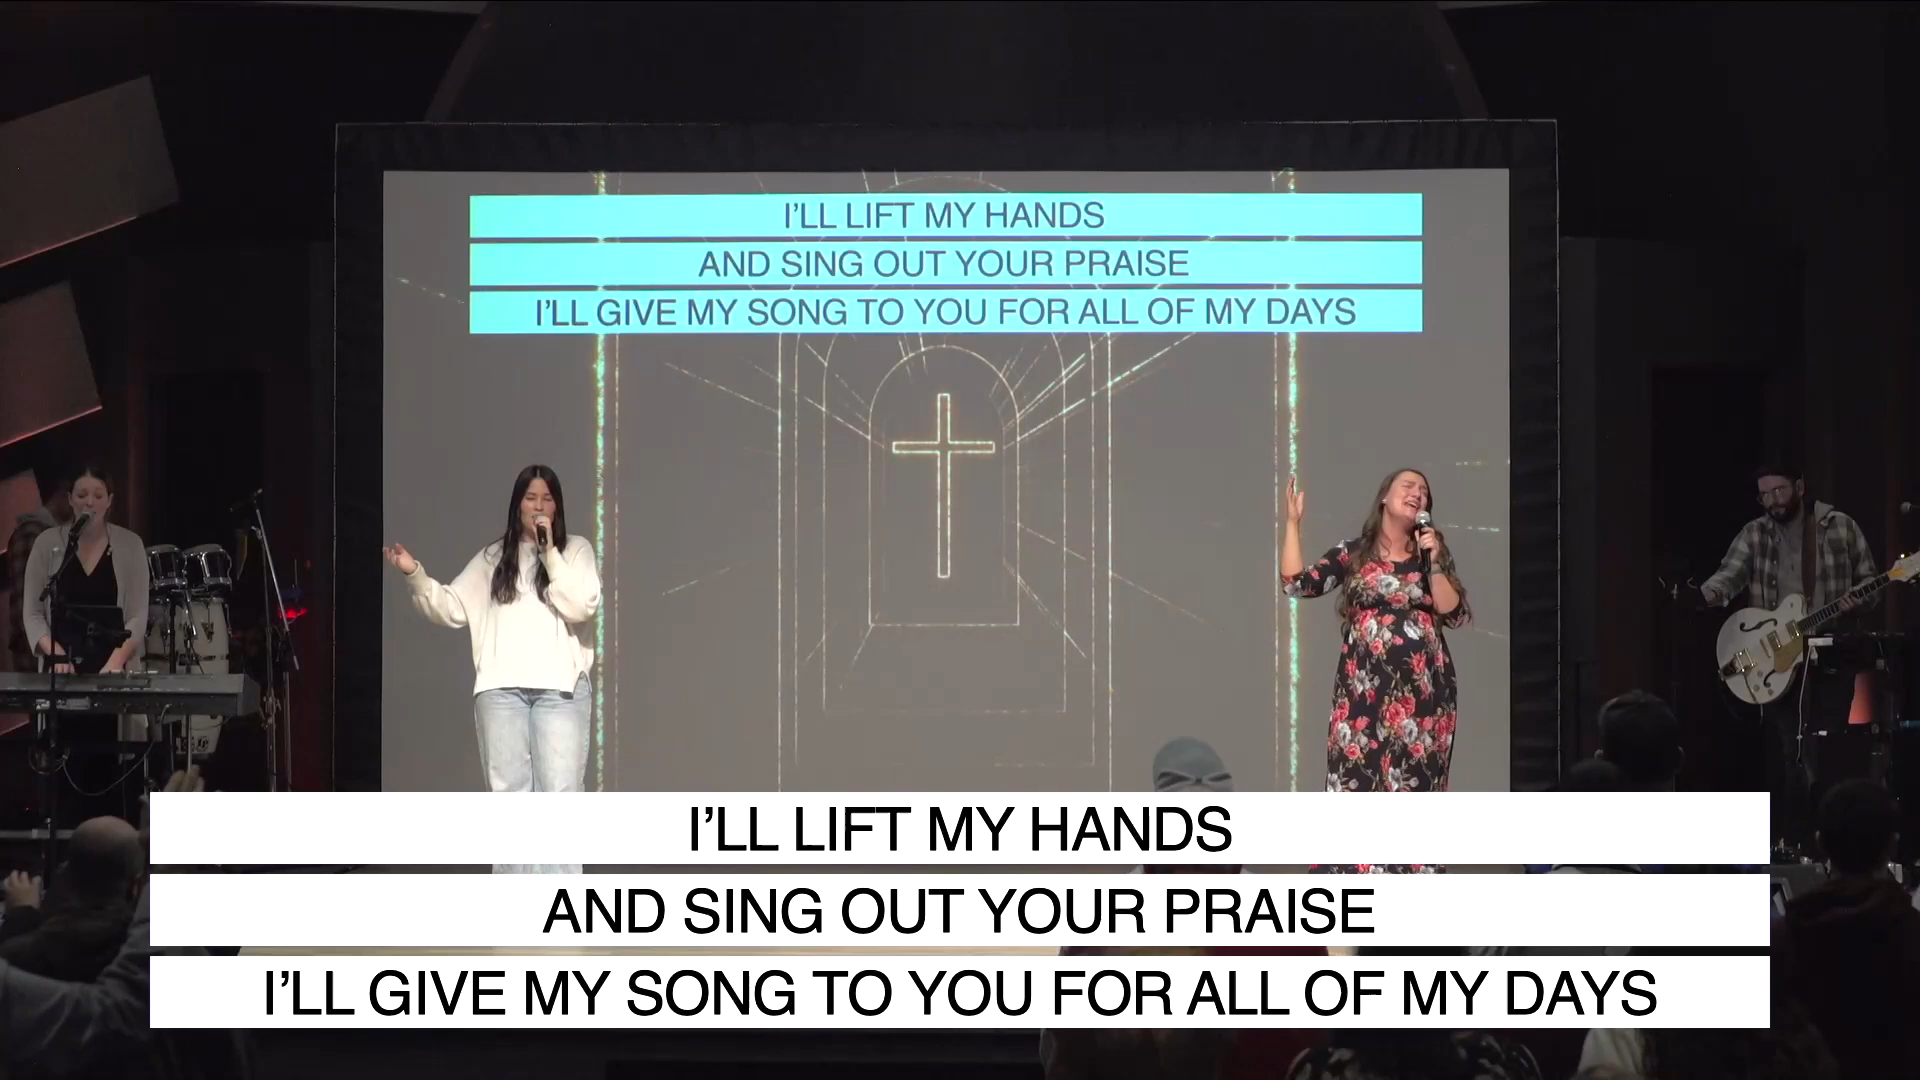 I'LL LIFT MY HANDS
AND SING OUT YOUR PRAISE
I'LL GIVE MY SONG TO YOU FOR ALL OF MY DAYS
I'LL LIFT MY HANDS
AND SING OUT YOUR PRAISE
I'LL GIVE MY SONG TO YOU FOR ALL OF MY DAYS
LP